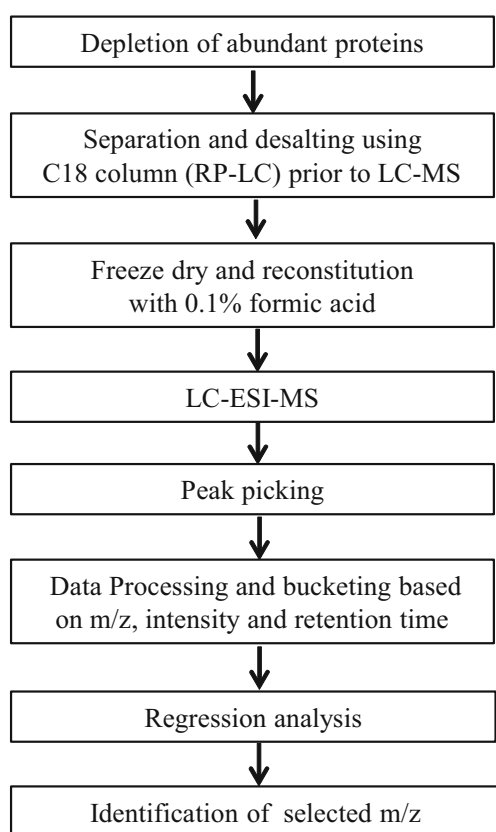 Depletion of abundant proteins
Separation and desalting using
C18 column (RP-LC) prior to LC-MS
Freeze dry and reconstitution
with 0.1% formic acid
LC-ESI-MS
Peak picking
Data Processing and bucketing based
on m/z, intensity and retention time
Regression analysis
Identification of selected m/z